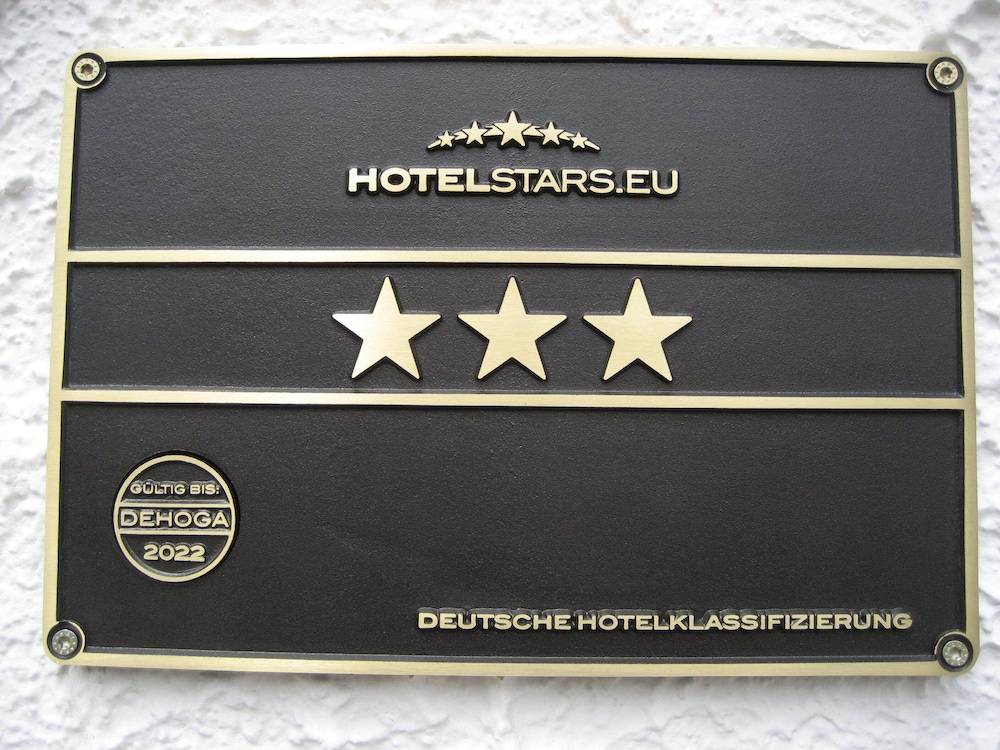 HOTELSTARS.EU
GÜLTIG BIS:
DEHOGA
2022
DEUTSCHE HOTELKLASSIFIZIERUNG